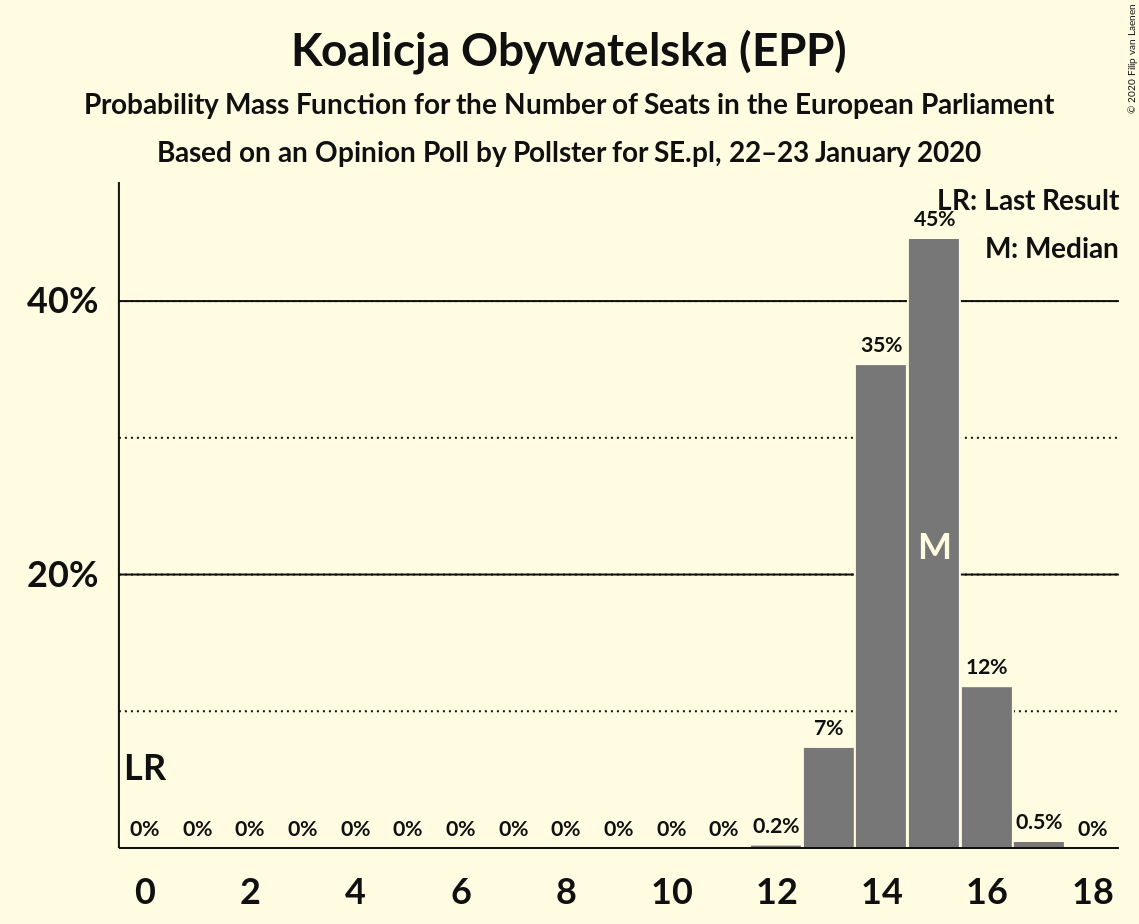 Koalicja Obywatelska (EPP)
Probability Mass Function for the Number of Seats in the European Parliament
Based on an Opinion Poll by Pollster for SE.pl, 22–23 January 2020
© 2020 Filip van Laenen
LR: Last Result
M: Median
45%
40%
35%
M
20%
12%
7%
LR
0% 0% 0% 0% 0% 0% 0% 0% 0% 0% 0% 0% 0.2% 0.5% 0%
0 2 4 6 8 10 12 14 16 18